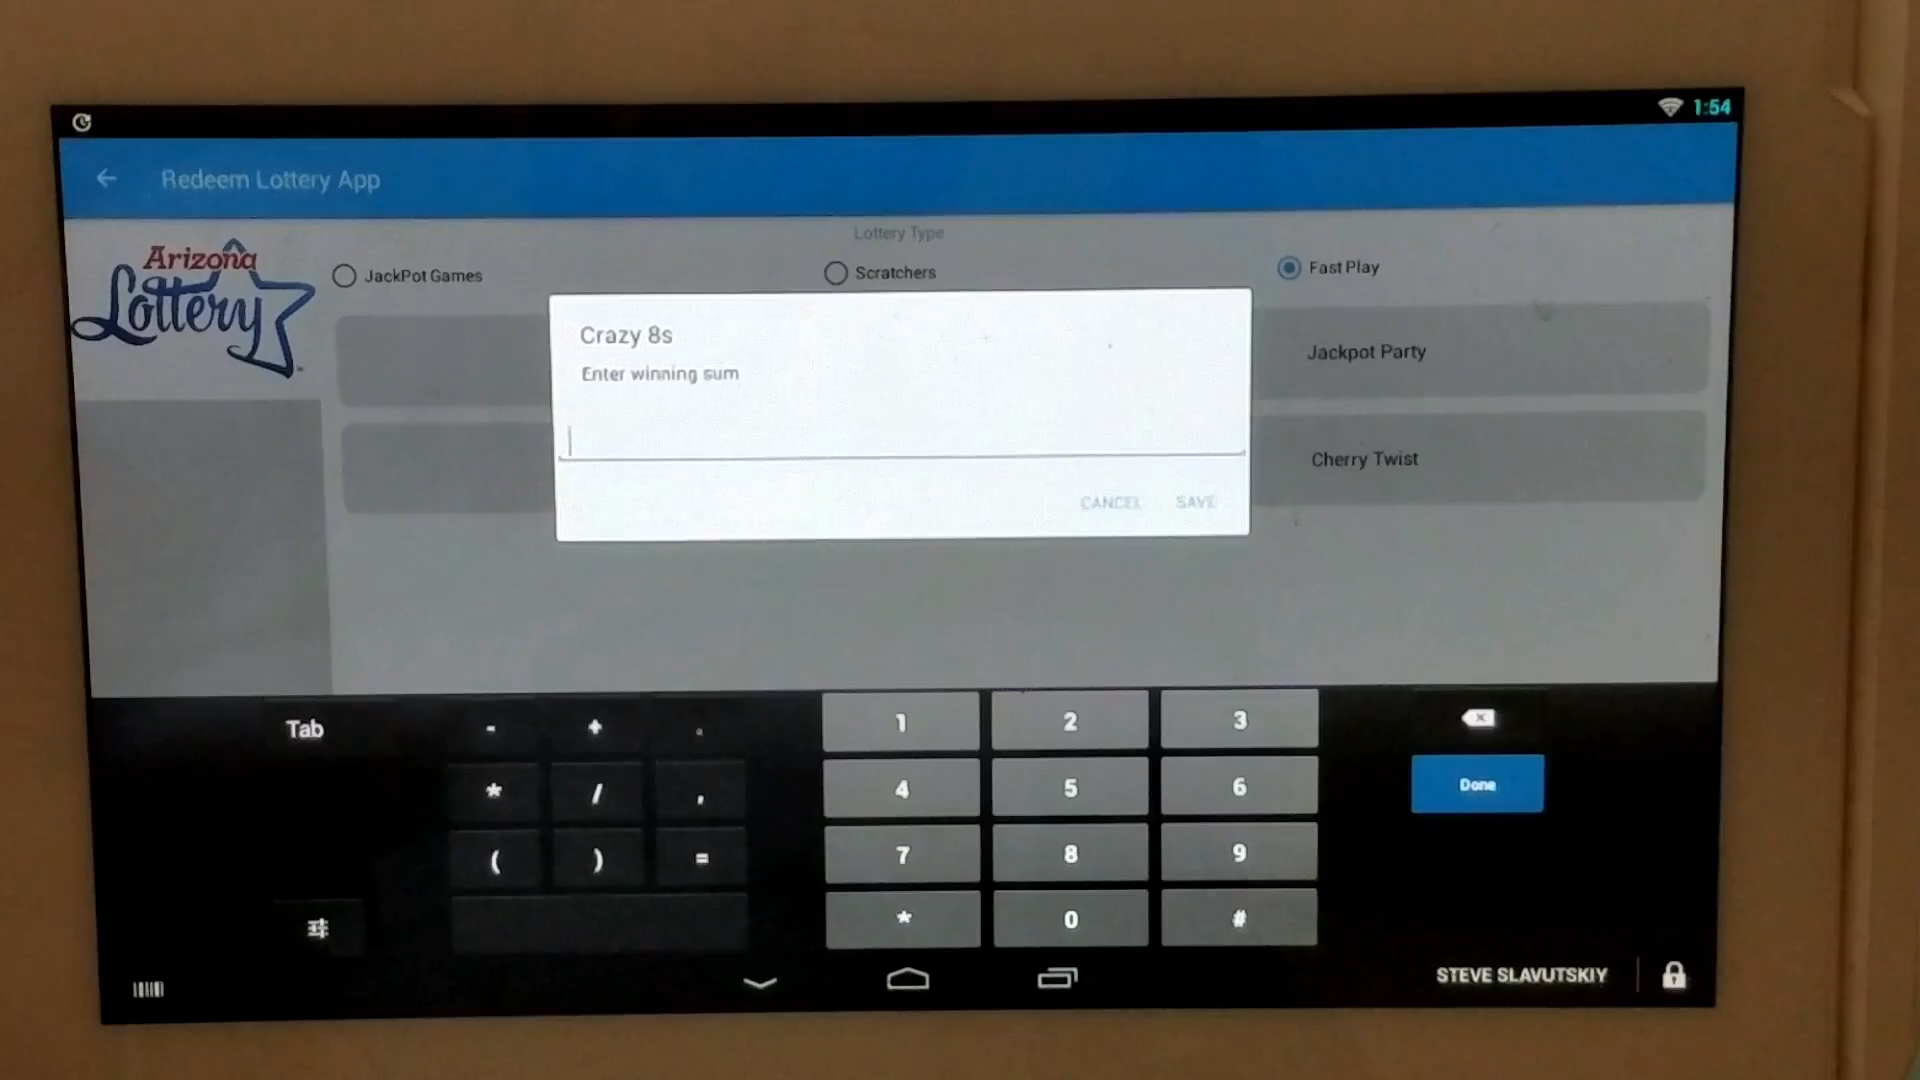 1:54
Redeem Lottery App
Arizona
Lottery
Lottery Type
JackPot Games
Scratchers
Fast Play
Crazy 8s
Enter winning sum
CANCEL
SAVE
Jackpot Party
Cherry Twist
Tab
- + .
* / ,
( ) =
1 2 3
4 5 6
7 8 9
* 0 #
Done
STEVE SLAVUTSKIY